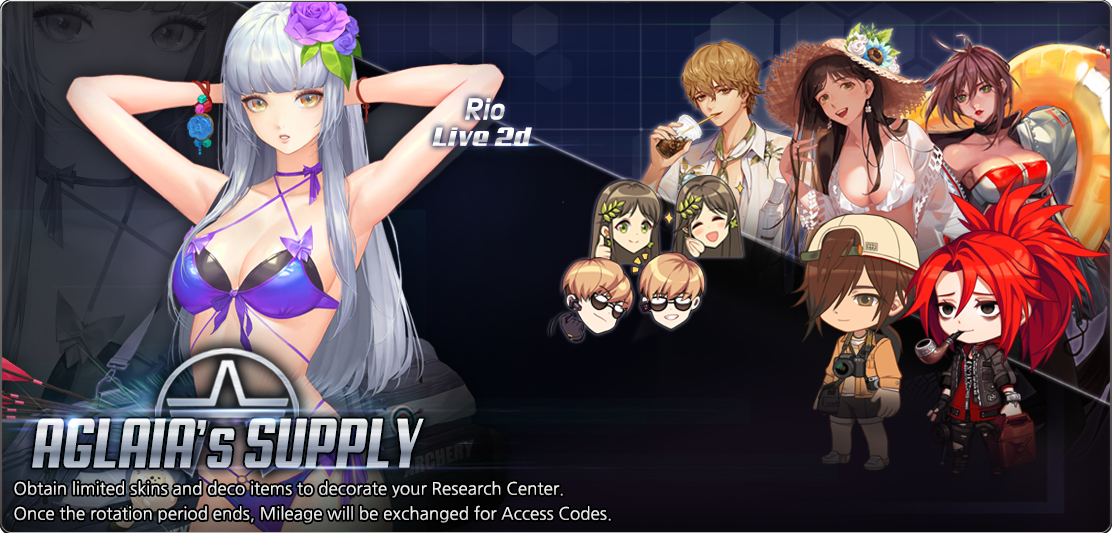 Rio
Live 2d
AGLAIA's SUPPLY
ARCHERY
Obtain limited skins and deco items to decorate your Research Center.
Once the rotation period ends, Mileage will be exchanged for Access Codes.